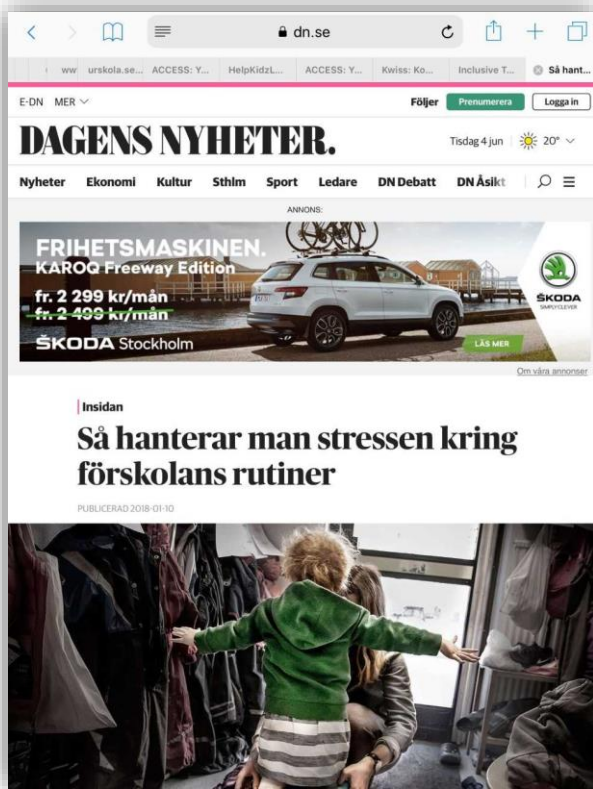 dn.se
ww urskola.se... ACCESS: Y... HelpKidzL... ACCESS: Y... Kwiss: Ko... Inclusive T... Så hant...
E-DN MER Följer Prenumerera Logga in
DAGENS NYHETER. Tisdag 4 jun 20°
Nyheter Ekonomi Kultur Sthlm Sport Ledare DN Debatt DN Åsikt
ANNONS:
FRIHETSMASKINEN.
KAROQ Freeway Edition
fr. 2 299 kr/mån
fr. 2 499 kr/mån
ŠKODA
SIMPLY CLEVER
ŠKODA Stockholm LÄS MER
Om våra annonser
Insidan
Så hanterar man stressen kring
förskolans rutiner
PUBLICERAD 2018-01-10